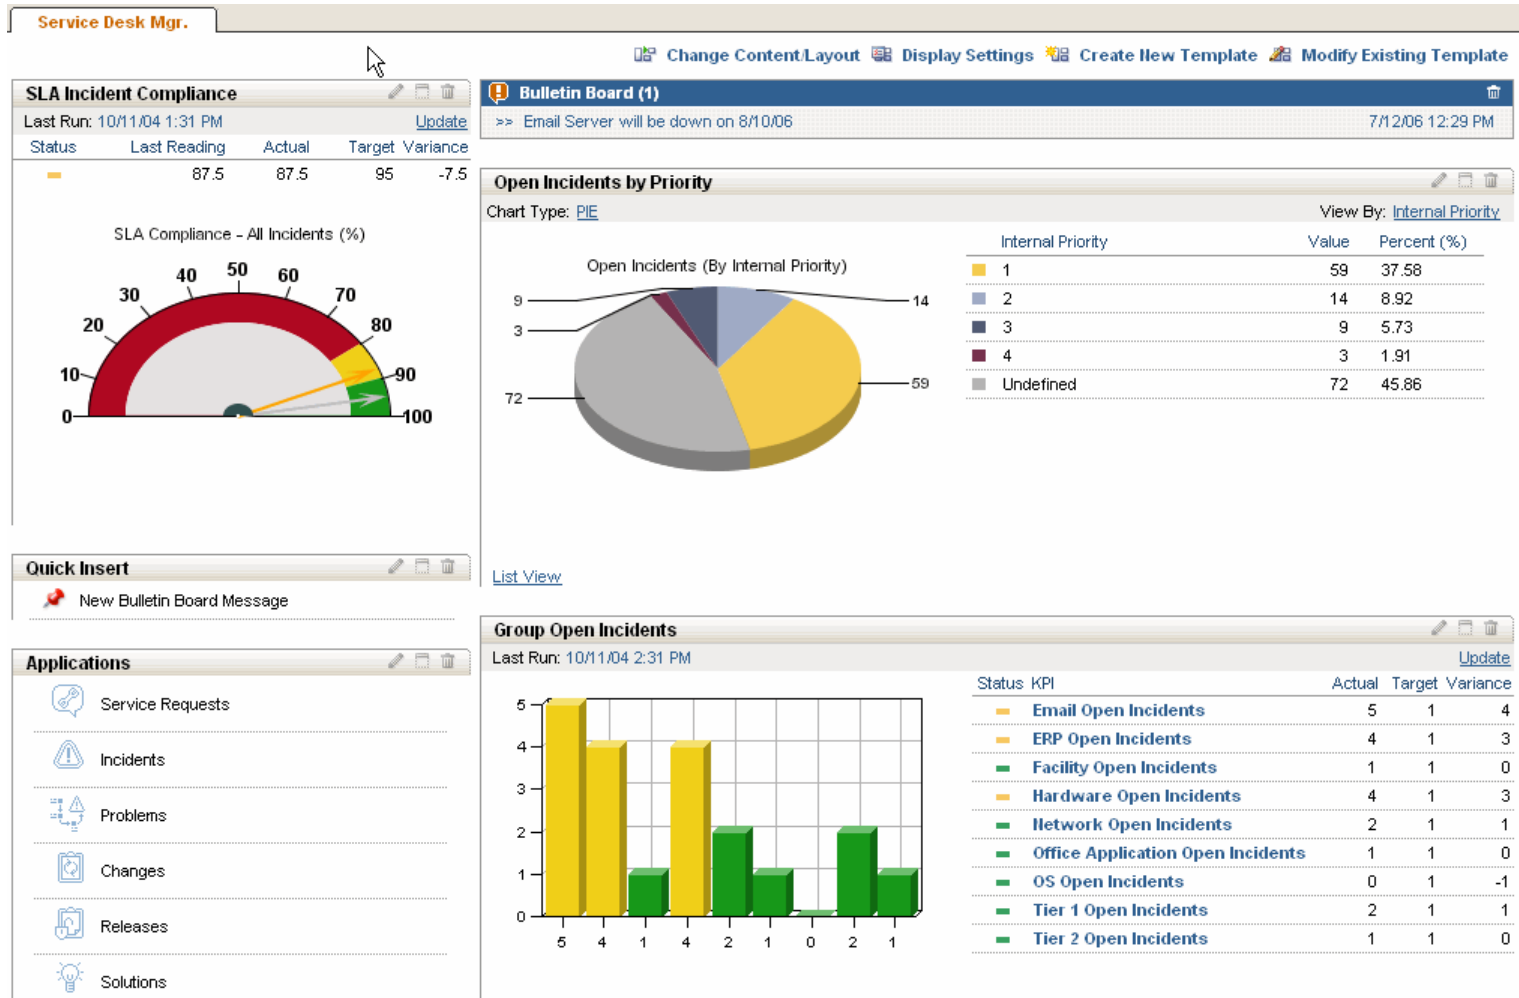 Service Desk Mgr.
Change Content/Layout Display Settings Create New Template Modify Existing Template
SLA Incident Compliance
Last Run: 10/11/04 1:31 PM Update
Status Last Reading Actual Target Variance
87.5 87.5 95 -7.5
SLA Compliance - All Incidents (%)
0 10 20 30 40 50 60 70 80 90 100
Quick Insert
New Bulletin Board Message
Applications
Service Requests
Incidents
Problems
Changes
Releases
Solutions
Bulletin Board (1)
>> Email Server will be down on 8/10/06 7/12/06 12:29 PM
Open Incidents by Priority
Chart Type: PIE View By: Internal Priority
Open Incidents (By Internal Priority)
9
14
3
59
72
Internal Priority Value Percent (%)
1 59 37.58
2 14 8.92
3 9 5.73
4 3 1.91
Undefined 72 45.86
List View
Group Open Incidents
Last Run: 10/11/04 2:31 PM Update
5
4
3
2
1
0
5 4 1 4 2 1 0 2 1
Status KPI Actual Target Variance
Email Open Incidents 5 1 4
ERP Open Incidents 4 1 3
Facility Open Incidents 1 1 0
Hardware Open Incidents 4 1 3
Network Open Incidents 2 1 1
Office Application Open Incidents 1 1 0
OS Open Incidents 0 1 -1
Tier 1 Open Incidents 2 1 1
Tier 2 Open Incidents 1 1 0